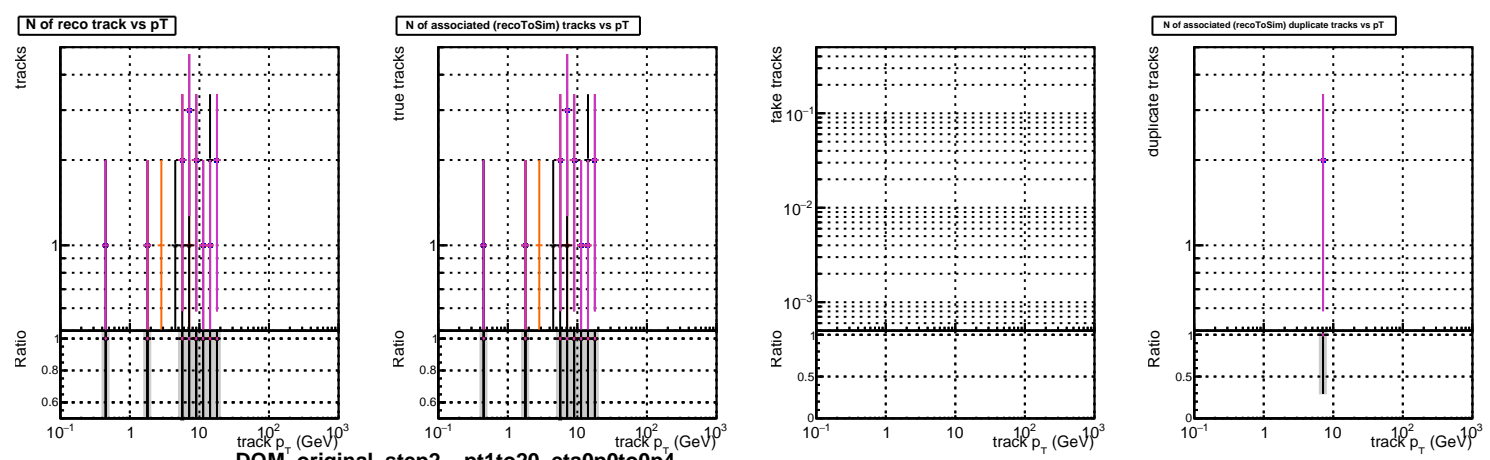 N of reco track vs pT
N of associated (recoToSim) tracks vs pT
N of associated (recoToSim) duplicate tracks vs pT
tracks
1
Ratio
1
0.8
0.6
10⁻¹ 1 10 10² 10³
track p_T (GeV)
true tracks
1
Ratio
1
0.8
0.6
10⁻¹ 1 10 10² 10³
track p_T (GeV)
fake tracks
10⁻¹
10⁻²
10⁻³
Ratio
1
0.5
0
10⁻¹ 1 10 10² 10³
track p_T (GeV)
duplicate tracks
1
Ratio
1
0.5
0
10⁻¹ 1 10 10² 10³
track p_T (GeV)